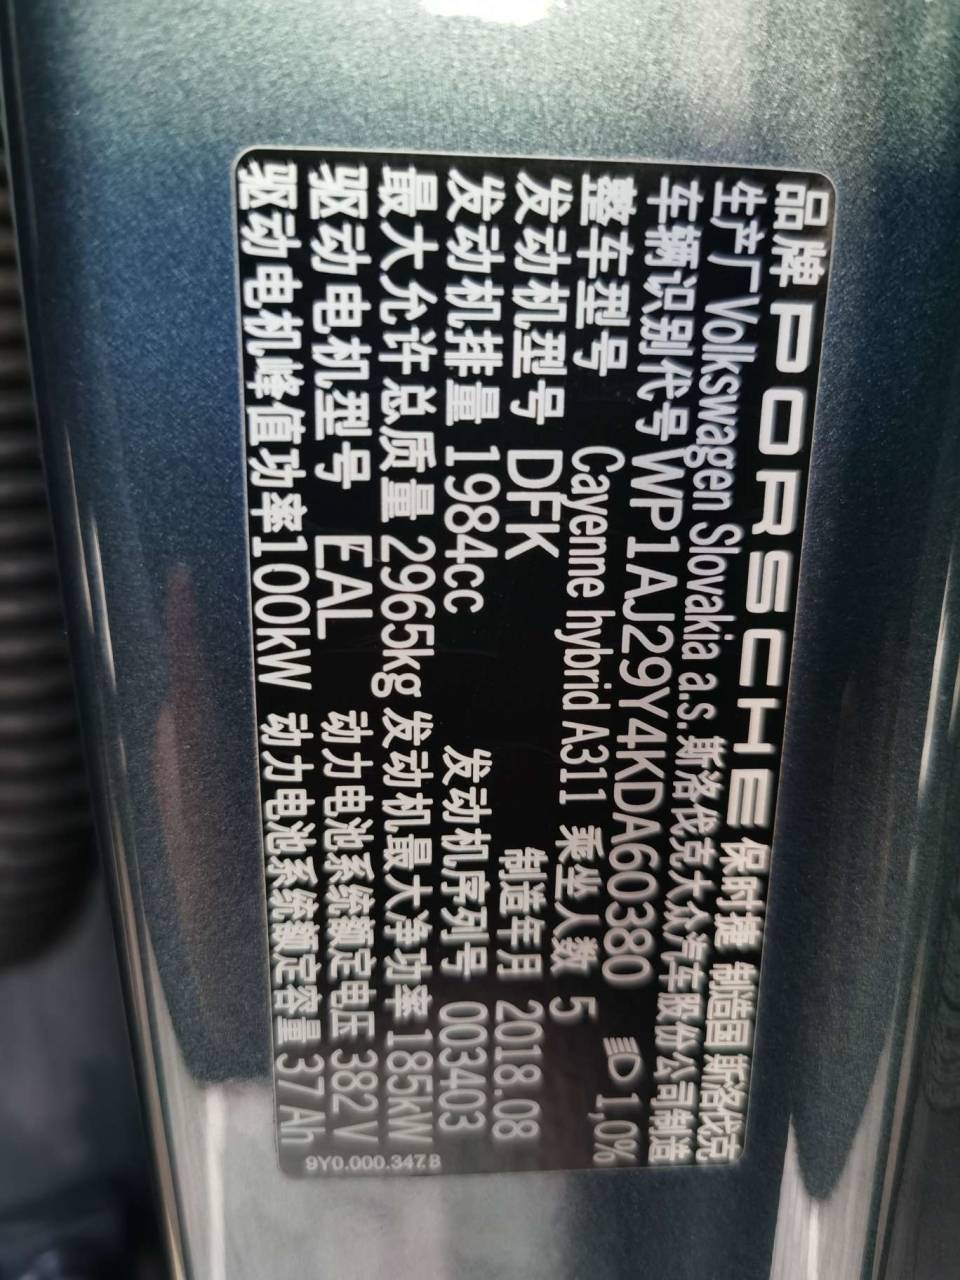 品牌 PORSCHE 保时捷 制造国 斯洛伐克
生产厂 Volkswagen Slovakia a.s. 斯洛伐克大众汽车股份公司制造
车辆识别代号 WP1AJ29Y4KDA60380 1,0%
整车型号 Cayenne hybrid A311 乘坐人数 5
发动机型号 DFK 制造年月 2018.08
发动机排量 1984cc 发动机序列号 003403
最大允许总质量 2965kg 发动机最大净功率 185kW
驱动电机型号 EAL 动力电池系统额定电压 382 V
驱动电机峰值功率100kW 动力电池系统额定容量 37 Ah
9Y0.000.347.B